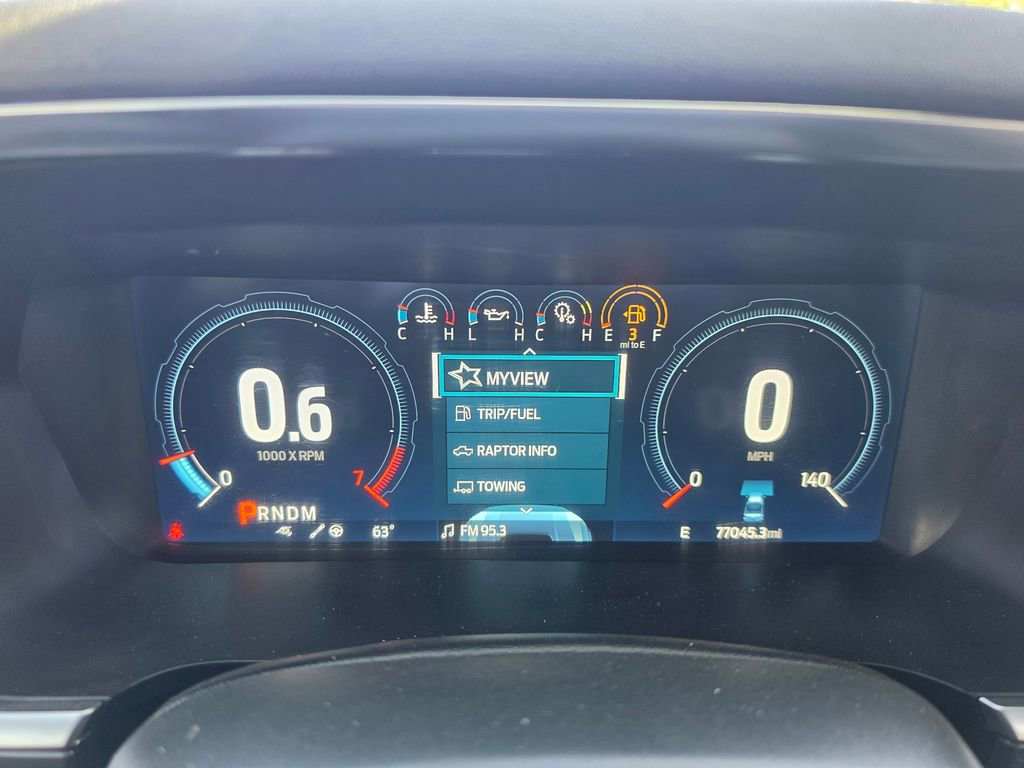 C H
L H
C H
E 3 F
mi to E
MYVIEW
TRIP/FUEL
RAPTOR INFO
TOWING
0.6
1000 X RPM
0
7
0
MPH
0
140
PRNDM
63°
FM 95.3
E
77045.3mi